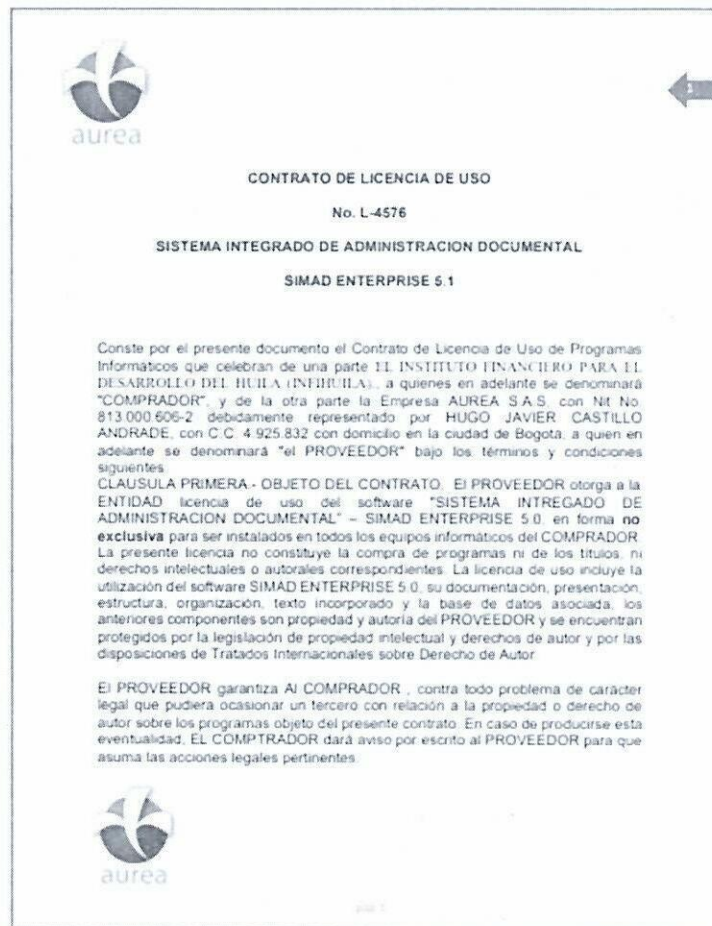 aurea
1
CONTRATO DE LICENCIA DE USO
No. L-4576
SISTEMA INTEGRADO DE ADMINISTRACION DOCUMENTAL
SIMAD ENTERPRISE 5.1
Conste por el presente documento el Contrato de Licencia de Uso de Programas
Informáticos que celebran de una parte EL INSTITUTO FINANCIERO PARA EL
DESARROLLO DEL HUILA (INFIHUILA), a quienes en adelante se denominará
"COMPRADOR", y de la otra parte la Empresa AUREA S.A.S, con Nit No.
813.000.606-2 debidamente representado por HUGO JAVIER CASTILLO
ANDRADE, con C.C. 4.925.832 con domicilio en la ciudad de Bogota, a quien en
adelante se denominará "el PROVEEDOR" bajo los términos y condiciones
siguientes
CLAUSULA PRIMERA.- OBJETO DEL CONTRATO. El PROVEEDOR otorga a la
ENTIDAD licencia de uso del software "SISTEMA INTREGADO DE
ADMINISTRACION DOCUMENTAL" – SIMAD ENTERPRISE 5.0, en forma no
exclusiva para ser instalados en todos los equipos informáticos del COMPRADOR
La presente licencia no constituye la compra de programas ni de los títulos, ni
derechos intelectuales o autorales correspondientes. La licencia de uso incluye la
utilización del software SIMAD ENTERPRISE 5.0, su documentación, presentación,
estructura, organización, texto incorporado y la base de datos asociada, los
anteriores componentes son propiedad y autoría del PROVEEDOR y se encuentran
protegidos por la legislación de propiedad intelectual y derechos de autor y por las
disposiciones de Tratados Internacionales sobre Derecho de Autor
El PROVEEDOR garantiza Al COMPRADOR , contra todo problema de carácter
legal que pudiera ocasionar un tercero con relación a la propiedad o derecho de
autor sobre los programas objeto del presente contrato. En caso de producirse esta
eventualidad, EL COMPTRADOR dará aviso por escrito al PROVEEDOR para que
asuma las acciones legales pertinentes.
aurea